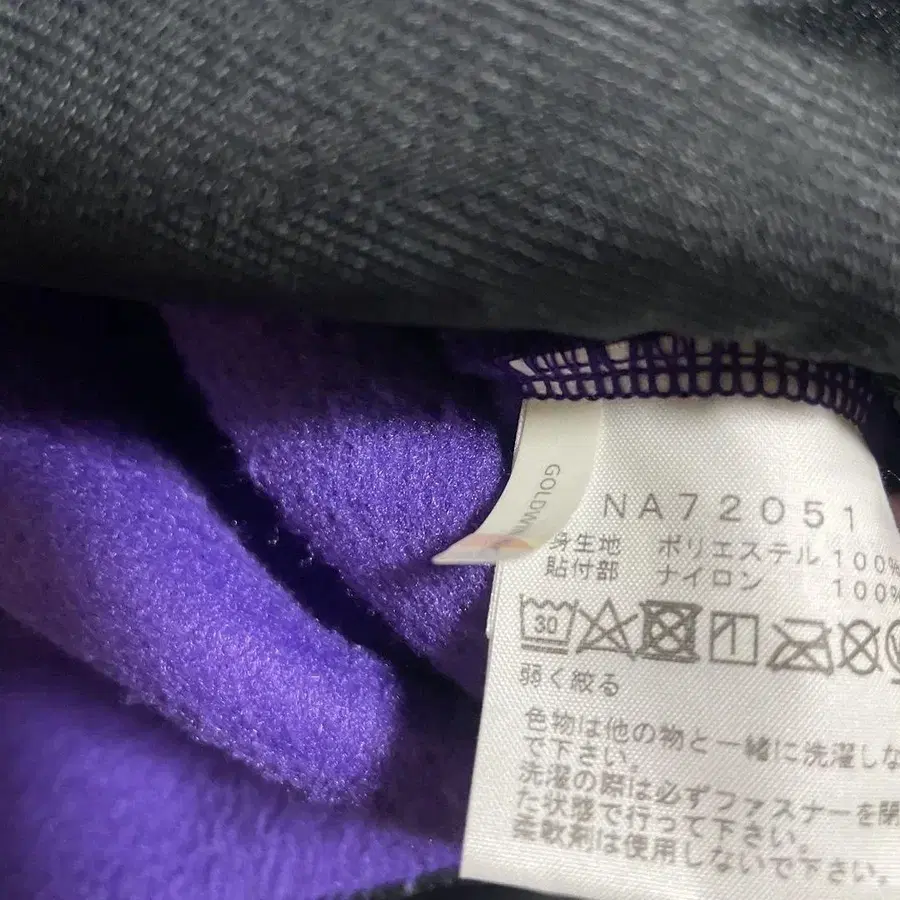 GOLDWIN
NA72051
身生地 ポリエステル 100%
貼付部 ナイロン 100%
30
弱く絞る
色物は他の物と一緒に洗濯しな
で下さい。
洗濯の際は必ずファスナーを閉
た状態で行って下さい。
柔軟剤は使用しないで下さい。